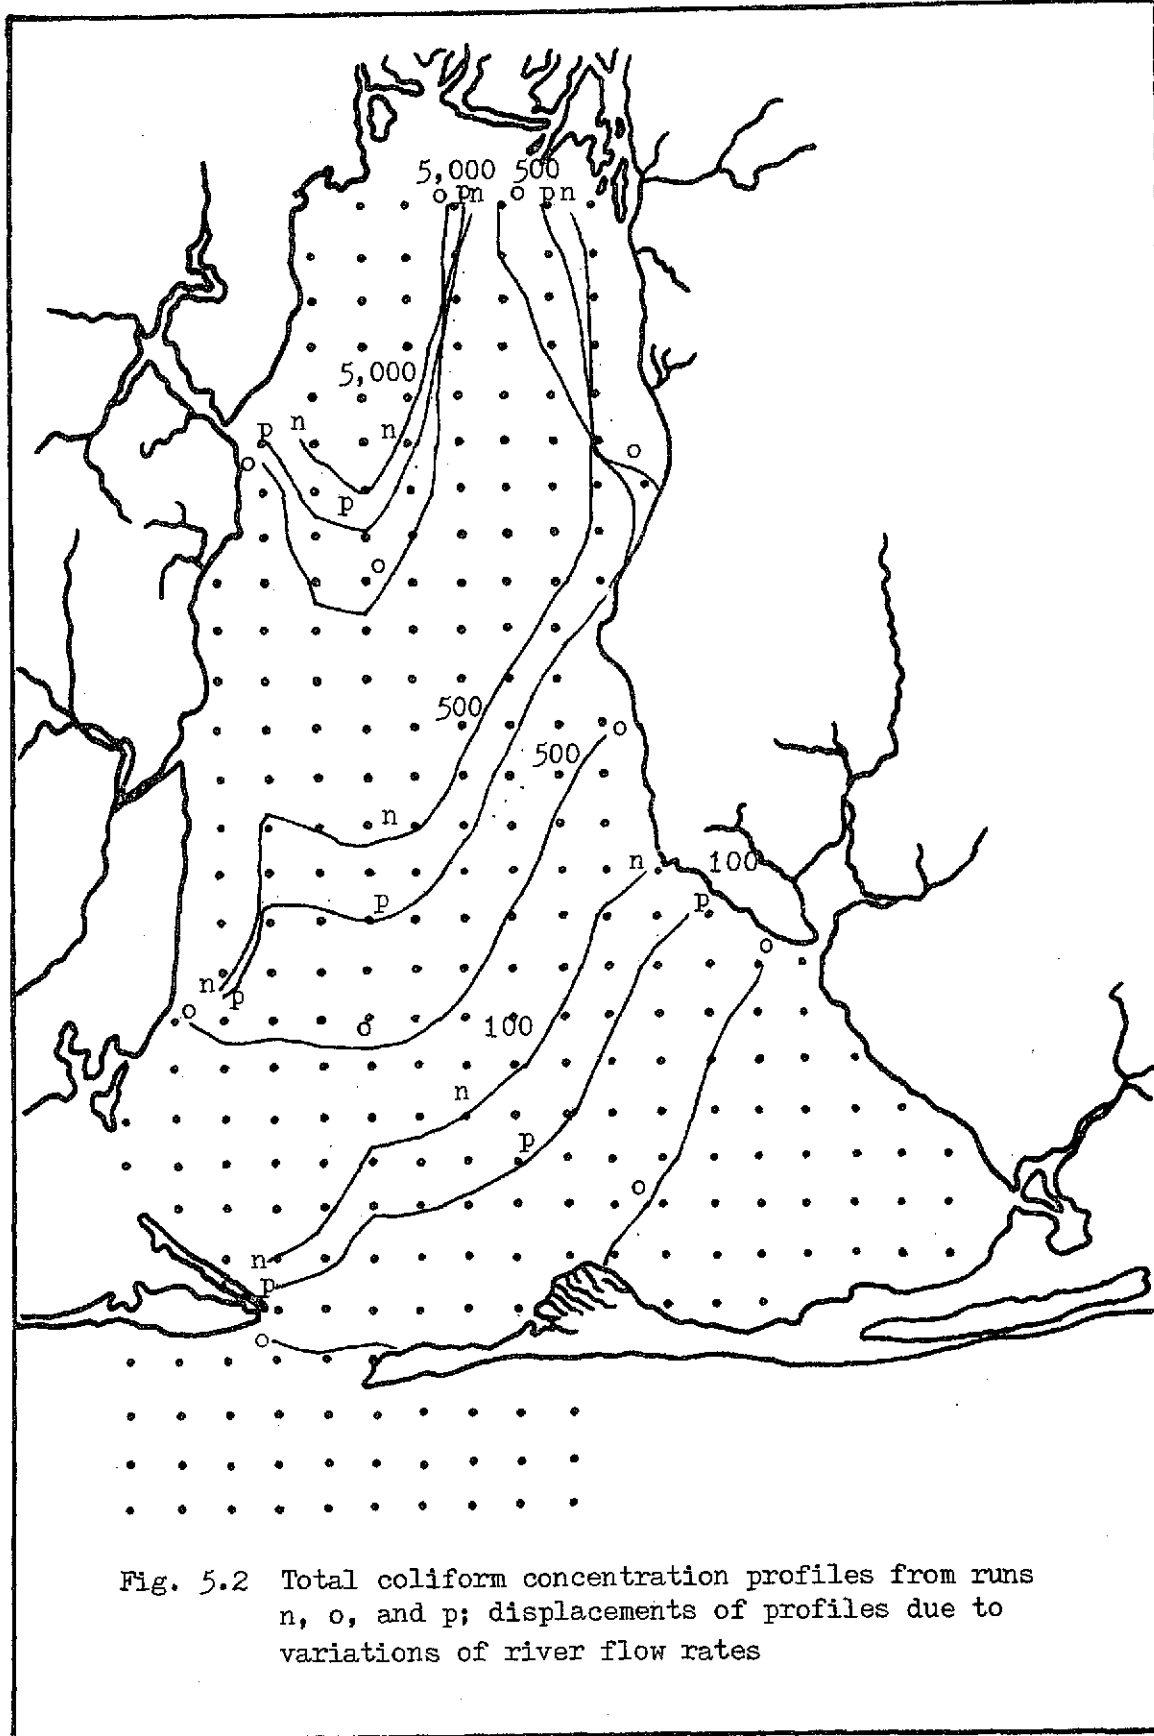 5,000 500
o p n o p n
5,000
p n n
o o
p
o
500
o
500
n
n 100
p p
o
n
p
o o 100
n
p
o
n
p
o
Fig. 5.2 Total coliform concentration profiles from runs
n, o, and p; displacements of profiles due to
variations of river flow rates